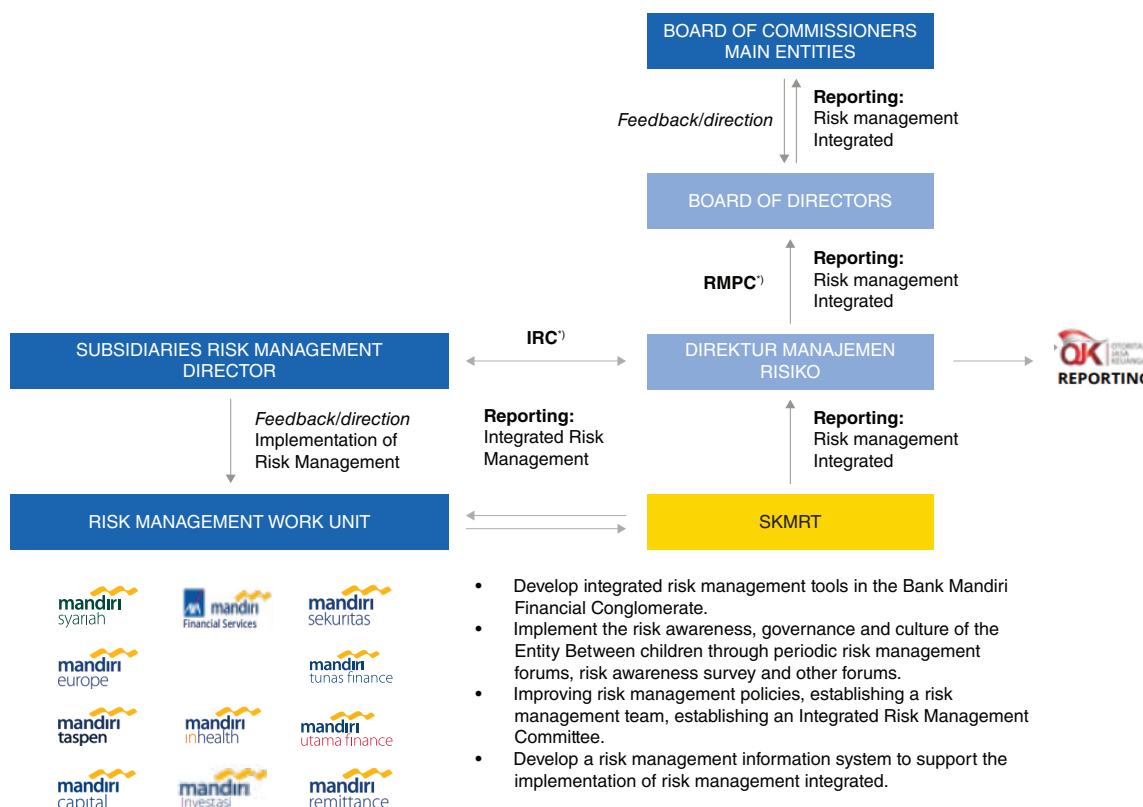 BOARD OF COMMISSIONERS
MAIN ENTITIES
Feedback/direction
Reporting:
Risk management
Integrated
BOARD OF DIRECTORS
RMPC*)
Reporting:
Risk management
Integrated
SUBSIDIARIES RISK MANAGEMENT
DIRECTOR
IRC*)
DIREKTUR MANAJEMEN
RISIKO
OJK
OTORITAS
JASA
KEUANGAN
REPORTING
Feedback/direction
Implementation of
Risk Management
Reporting:
Integrated Risk
Management
Reporting:
Risk management
Integrated
RISK MANAGEMENT WORK UNIT
SKMRT
mandiri
syariah
AXA mandiri
Financial Services
mandiri
sekuritas
mandiri
europe
mandiri
tunas finance
mandiri
taspen
mandiri
inhealth
mandiri
utama finance
mandiri
capital
mandiri
investasi
mandiri
remittance
• Develop integrated risk management tools in the Bank Mandiri
Financial Conglomerate.
• Implement the risk awareness, governance and culture of the
Entity Between children through periodic risk management
forums, risk awareness survey and other forums.
• Improving risk management policies, establishing a risk
management team, establishing an Integrated Risk Management
Committee.
• Develop a risk management information system to support the
implementation of risk management integrated.